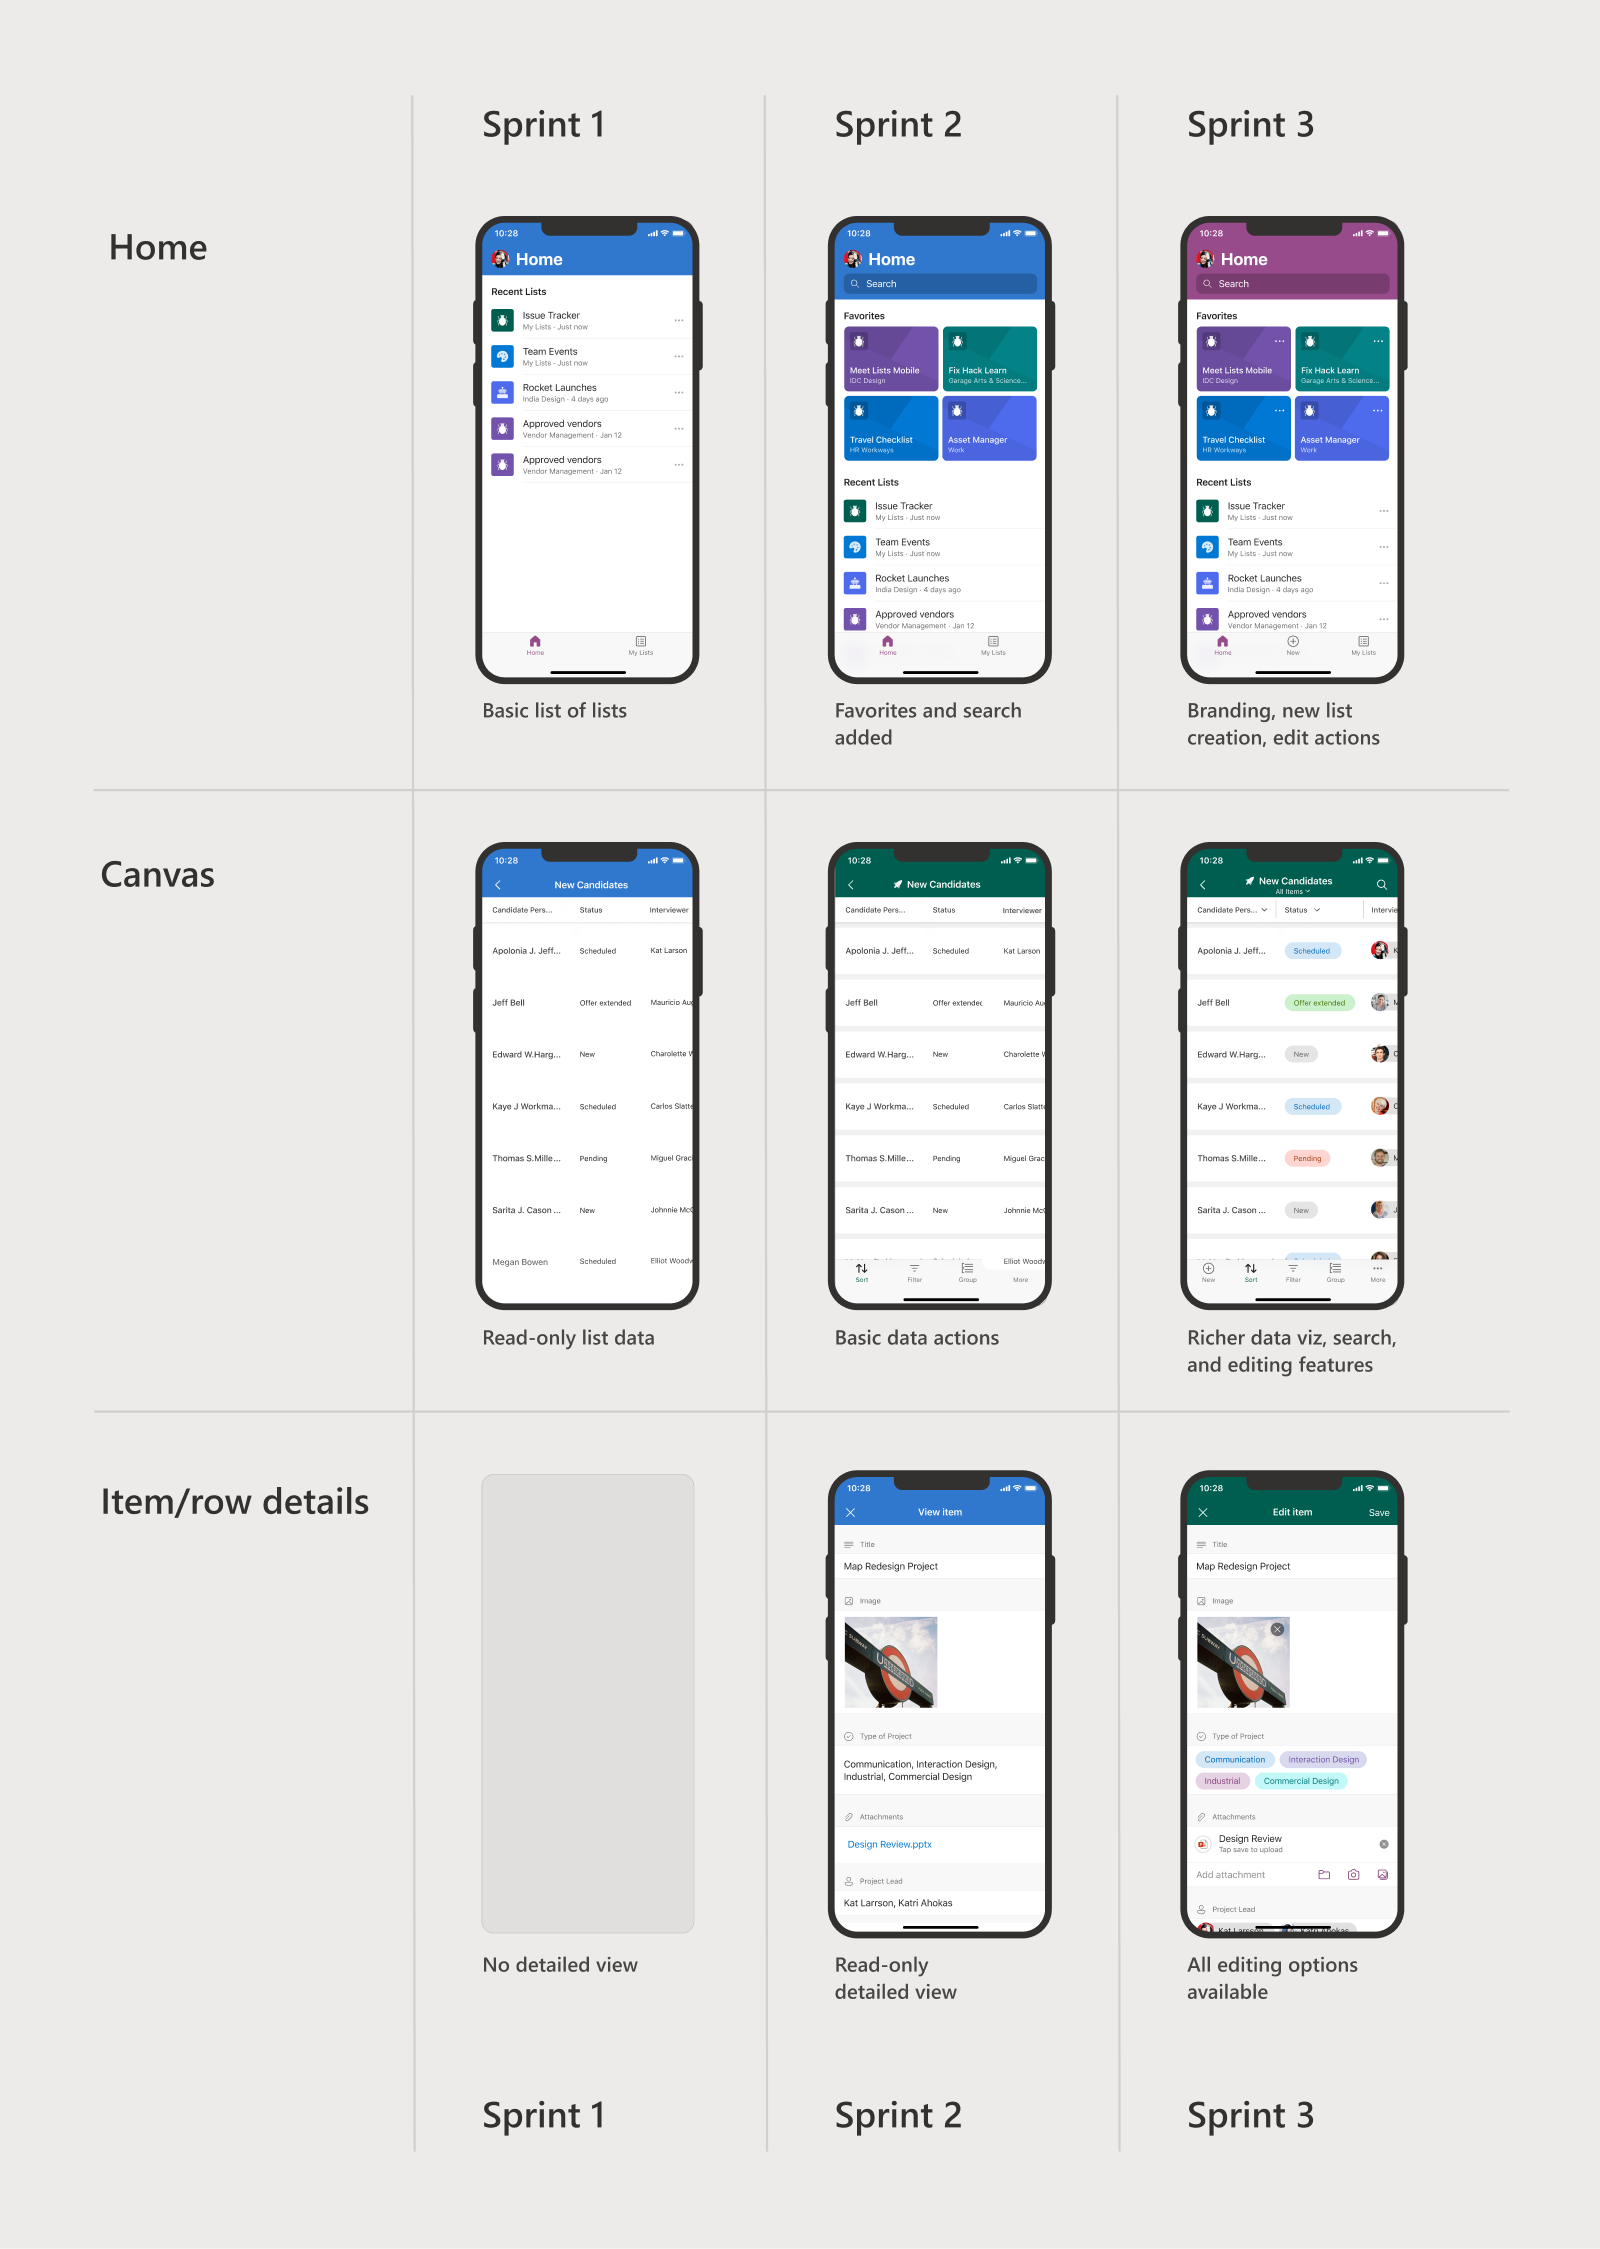 Sprint 1
Sprint 2
Sprint 3
Home
10:28
Home
Recent Lists
Issue Tracker
My Lists · Just now
Team Events
My Lists · Just now
Rocket Launches
India Design · 4 days ago
Approved vendors
Vendor Management · Jan 12
Approved vendors
Vendor Management · Jan 12
Home
My Lists
Basic list of lists
10:28
Home
Search
Favorites
Meet Lists Mobile
IDC Design
Fix Hack Learn
Garage Arts & Science...
Travel Checklist
HR Workways
Asset Manager
Work
Recent Lists
Issue Tracker
My Lists · Just now
Team Events
My Lists · Just now
Rocket Launches
India Design · 4 days ago
Approved vendors
Vendor Management · Jan 12
Home
My Lists
Favorites and search
added
10:28
Home
Search
Favorites
Meet Lists Mobile
IDC Design
Fix Hack Learn
Garage Arts & Science...
Travel Checklist
HR Workways
Asset Manager
Work
Recent Lists
Issue Tracker
My Lists · Just now
Team Events
My Lists · Just now
Rocket Launches
India Design · 4 days ago
Approved vendors
Vendor Management · Jan 12
Home
New
My Lists
Branding, new list
creation, edit actions
Canvas
10:28
New Candidates
Candidate Pers... Status Interviewer
Apolonia J. Jeff... Scheduled Kat Larson
Jeff Bell Offer extended Mauricio Au
Edward W.Harg... New Charolette
Kaye J Workma... Scheduled Carlos Slatte
Thomas S.Mille... Pending Miguel Grac
Sarita J. Cason ... New Johnnie Mc
Megan Bowen Scheduled Elliot Woodw
Read-only list data
10:28
New Candidates
Candidate Pers... Status Interviewer
Apolonia J. Jeff... Scheduled Kat Larson
Jeff Bell Offer extended Mauricio Au
Edward W.Harg... New Charolette
Kaye J Workma... Scheduled Carlos Slatte
Thomas S.Mille... Pending Miguel Grac
Sarita J. Cason ... New Johnnie Mc
Elliot Woodw
Sort
Filter
Group
More
Basic data actions
10:28
New Candidates
All Items
Candidate Pers... Status Intervie
Apolonia J. Jeff... Scheduled K
Jeff Bell Offer extended M
Edward W.Harg... New C
Kaye J Workma... Scheduled C
Thomas S.Mille... Pending M
Sarita J. Cason ... New J
New
Sort
Filter
Group
More
Richer data viz, search,
and editing features
Item/row details
No detailed view
10:28
View item
Title
Map Redesign Project
Image
SUBWAY
UNDERGROUND
Type of Project
Communication, Interaction Design,
Industrial, Commercial Design
Attachments
Design Review.pptx
Project Lead
Kat Larrson, Katri Ahokas
Read-only
detailed view
10:28
Edit item
Save
Title
Map Redesign Project
Image
SUBWAY
UNDERGROUND
Type of Project
Communication
Interaction Design
Industrial
Commercial Design
Attachments
Design Review
Tap save to upload
Add attachment
Project Lead
Kat Larsson
Katri Ahokas
All editing options
available
Sprint 1
Sprint 2
Sprint 3